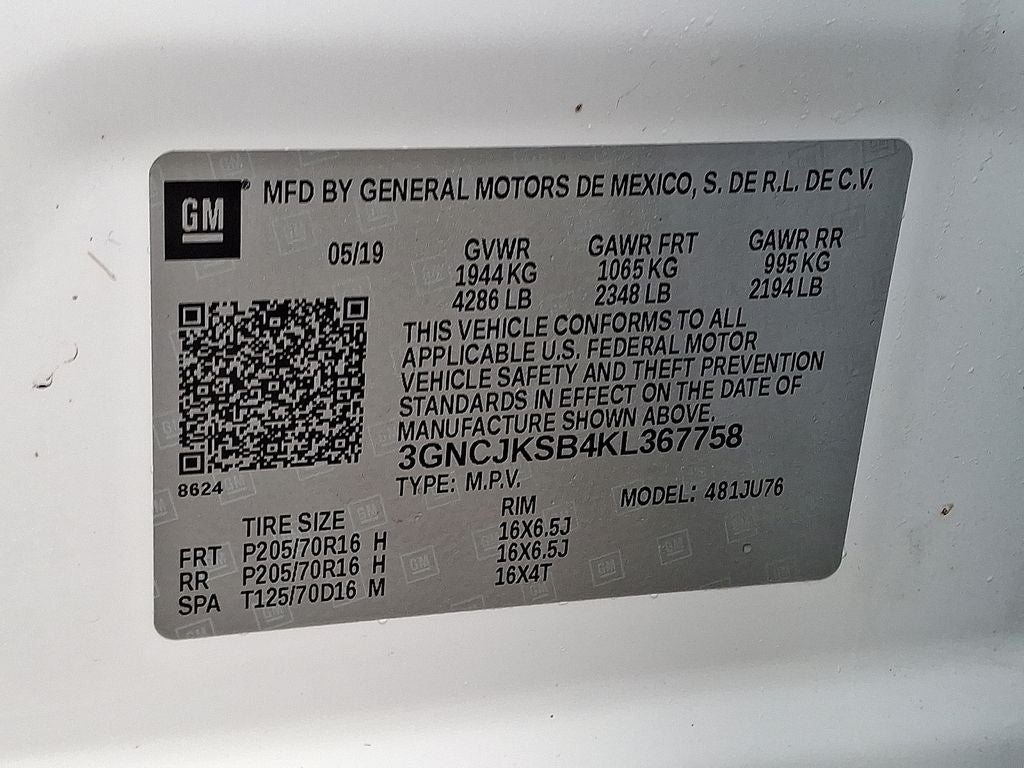 GM® MFD BY GENERAL MOTORS DE MEXICO, S. DE R.L. DE C.V.
05/19 GVWR GAWR FRT GAWR RR
1944 KG 1065 KG 995 KG
4286 LB 2348 LB 2194 LB
THIS VEHICLE CONFORMS TO ALL
APPLICABLE U.S. FEDERAL MOTOR
VEHICLE SAFETY AND THEFT PREVENTION
STANDARDS IN EFFECT ON THE DATE OF
MANUFACTURE SHOWN ABOVE.
3GNCJKSB4KL367758
8624
TYPE: M.P.V. MODEL: 481JU76
TIRE SIZE RIM
FRT P205/70R16 H 16X6.5J
RR P205/70R16 H 16X6.5J
SPA T125/70D16 M 16X4T